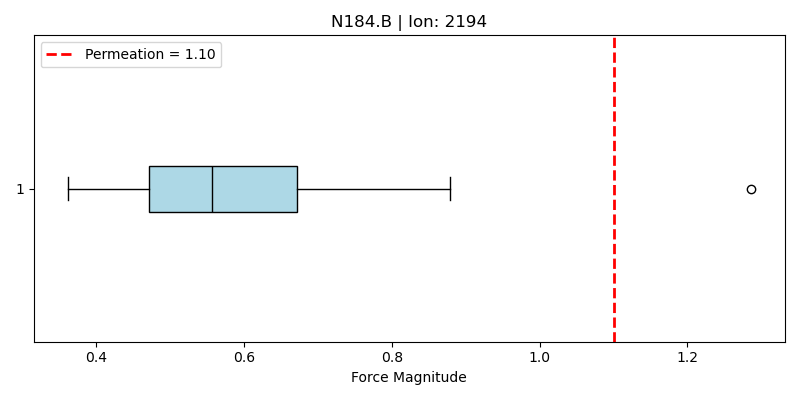 N184.B | Ion: 2194
Permeation = 1.10
1
0.4 0.6 0.8 1.0 1.2
Force Magnitude